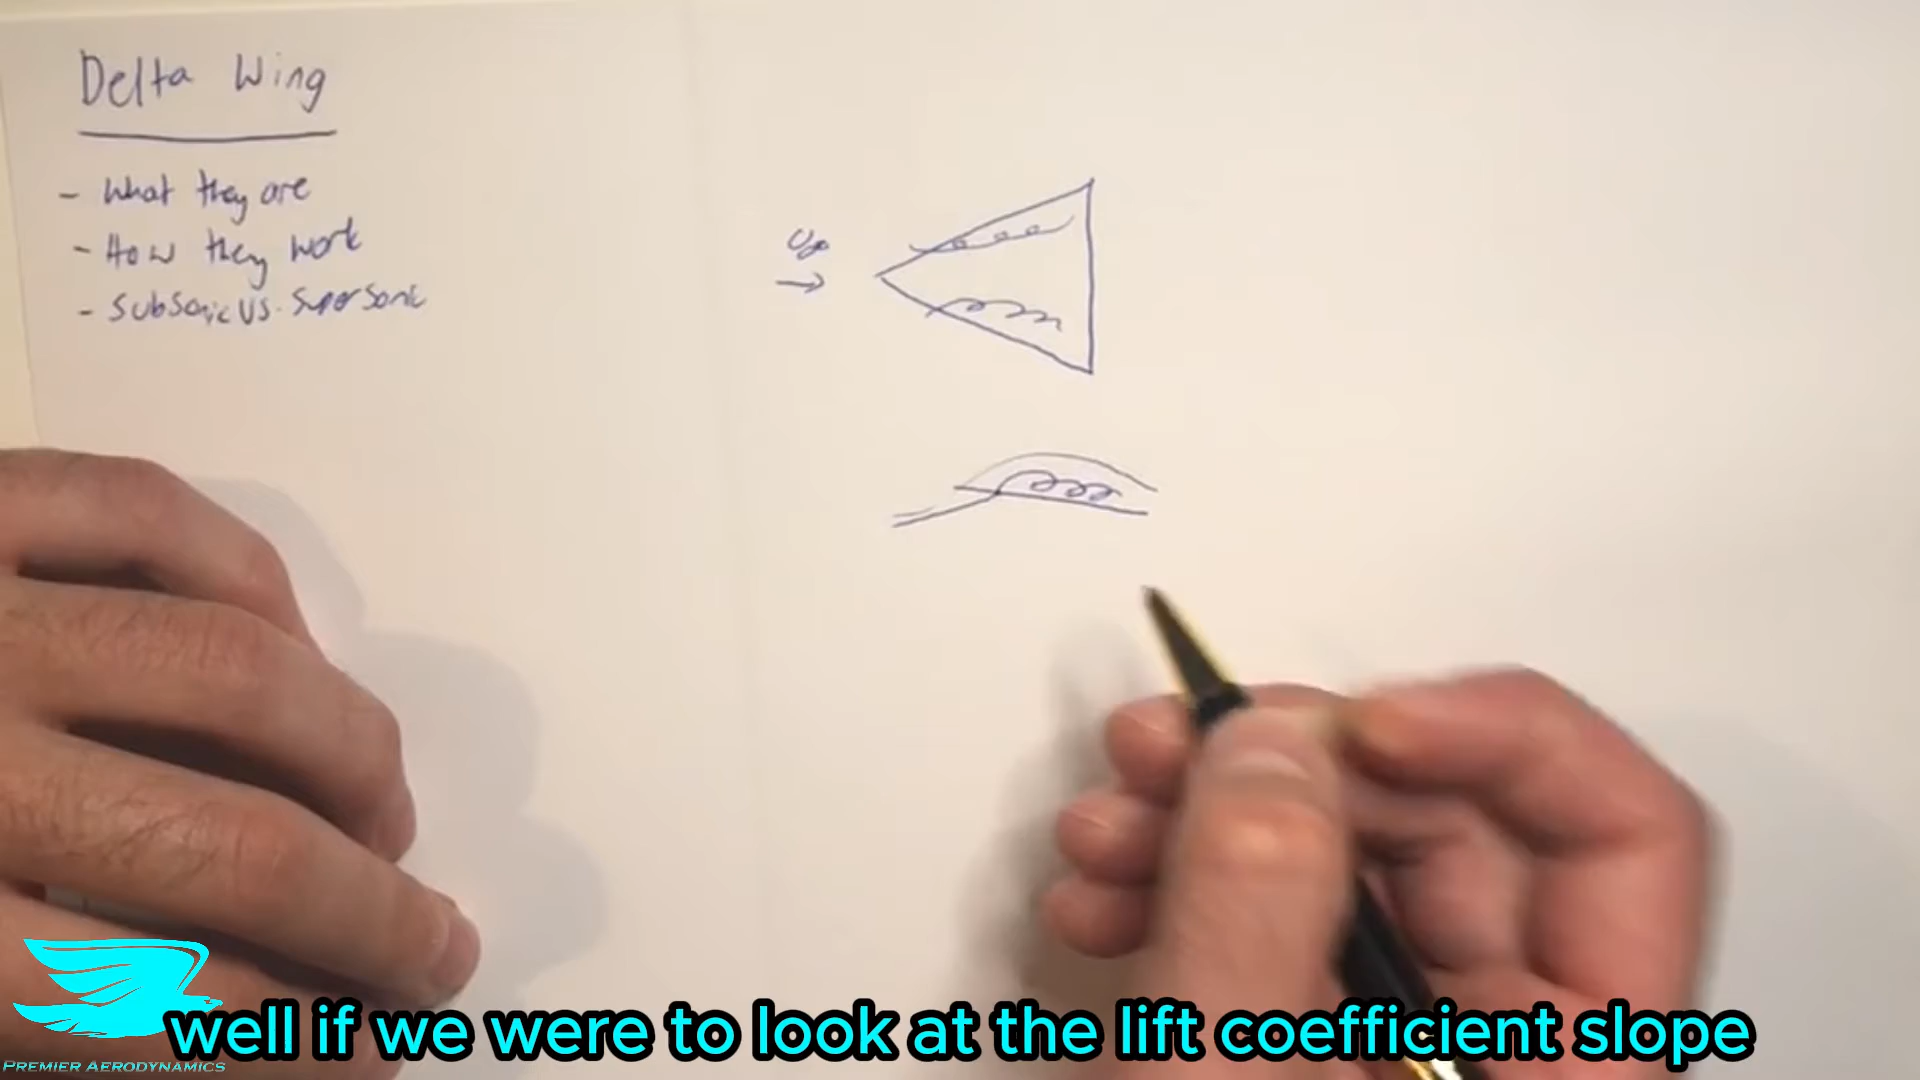 Delta Wing
- What they are
- How they work
- Subsonic VS. Supersonic
U∞
well if we were to look at the lift coefficient slope
PREMIER AERODYNAMICS